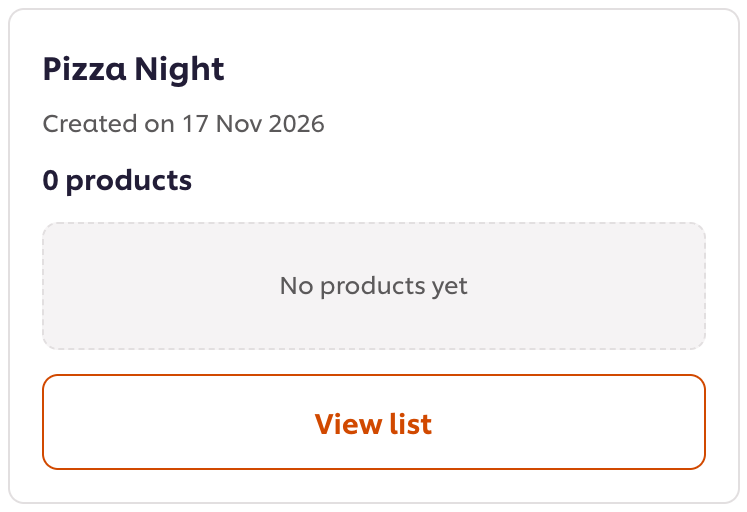 Pizza Night
Created on 17 Nov 2026
0 products
No products yet
View list